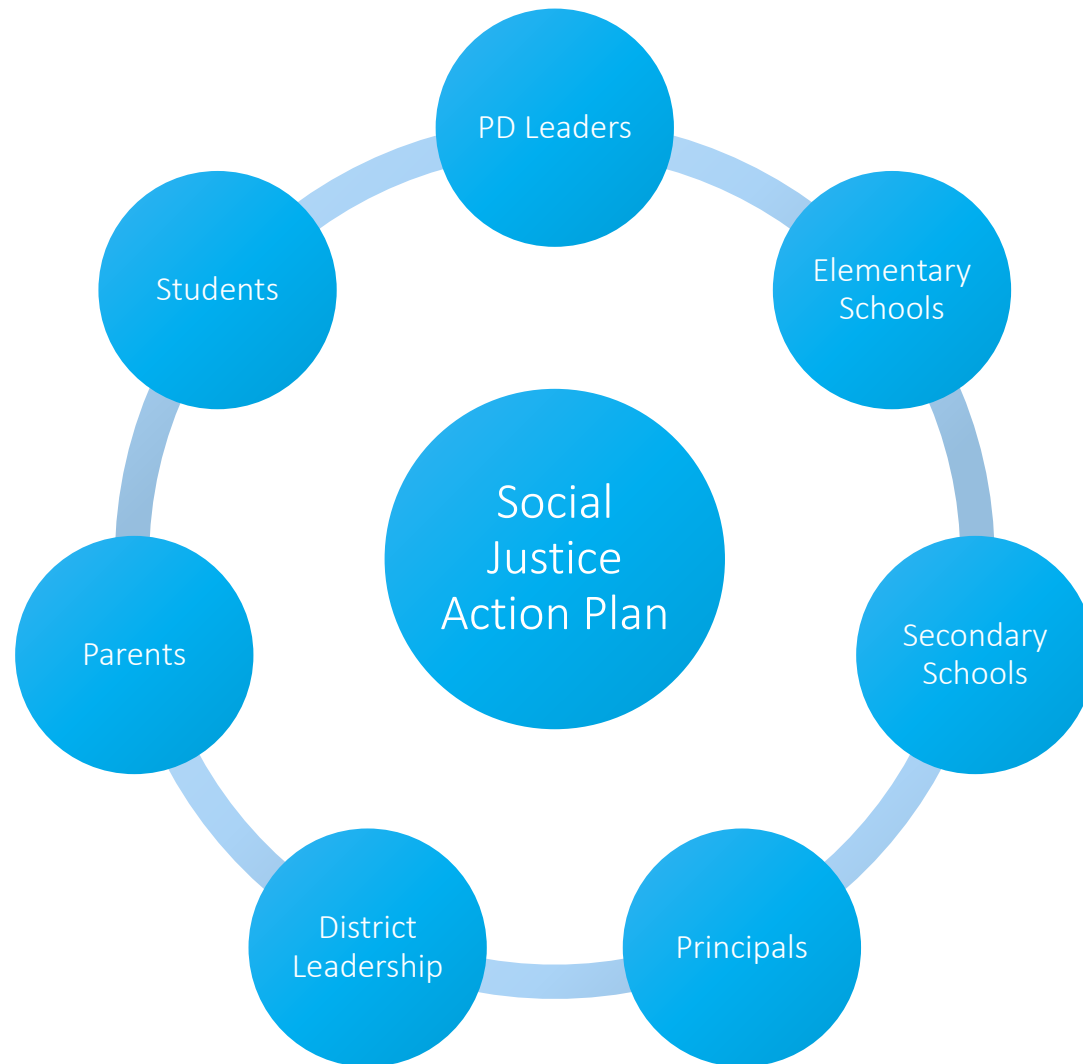 PD Leaders
Elementary
Schools
Secondary
Schools
Principals
District
Leadership
Parents
Students
Social
Justice
Action Plan